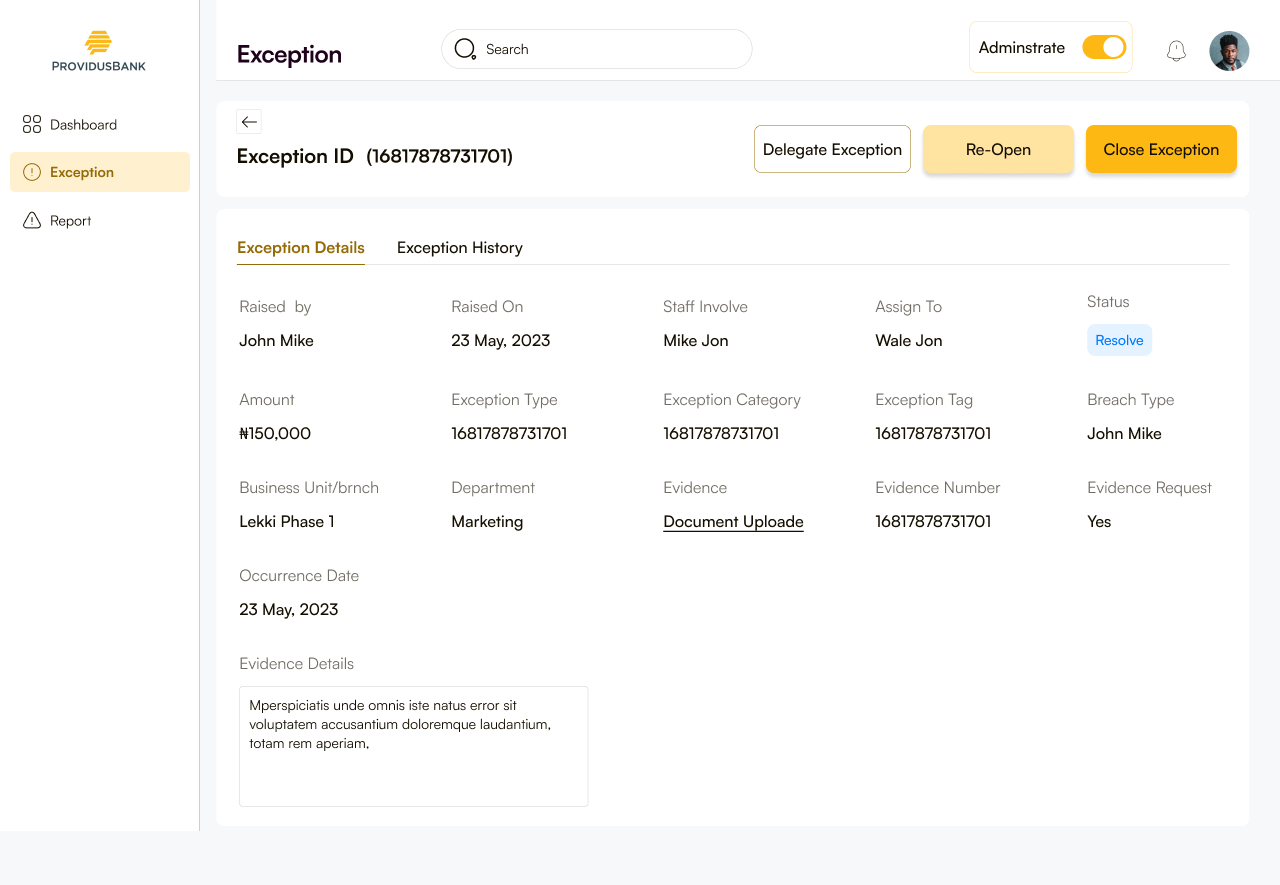 PROVIDUSBANK
Dashboard
Exception
Report
Exception
Search
Adminstrate
Exception ID (16817878731701)
Delegate Exception
Re-Open
Close Exception
Exception Details
Exception History
Raised by
Raised On
Staff Involve
Assign To
Status
John Mike
23 May, 2023
Mike Jon
Wale Jon
Resolve
Amount
Exception Type
Exception Category
Exception Tag
Breach Type
₦150,000
16817878731701
16817878731701
16817878731701
John Mike
Business Unit/brnch
Department
Evidence
Evidence Number
Evidence Request
Lekki Phase 1
Marketing
Document Uploade
16817878731701
Yes
Occurrence Date
23 May, 2023
Evidence Details
Mperspiciatis unde omnis iste natus error sit
voluptatem accusantium doloremque laudantium,
totam rem aperiam,